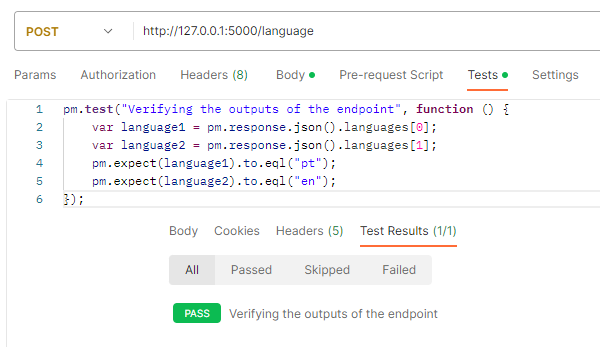 POST http://127.0.0.1:5000/language
Params Authorization Headers (8) Body Pre-request Script Tests Settings
1 pm.test("Verifying the outputs of the endpoint", function () {
2 var language1 = pm.response.json().languages[0];
3 var language2 = pm.response.json().languages[1];
4 pm.expect(language1).to.eql("pt");
5 pm.expect(language2).to.eql("en");
6 });
Body Cookies Headers (5) Test Results (1/1)
All Passed Skipped Failed
PASS Verifying the outputs of the endpoint